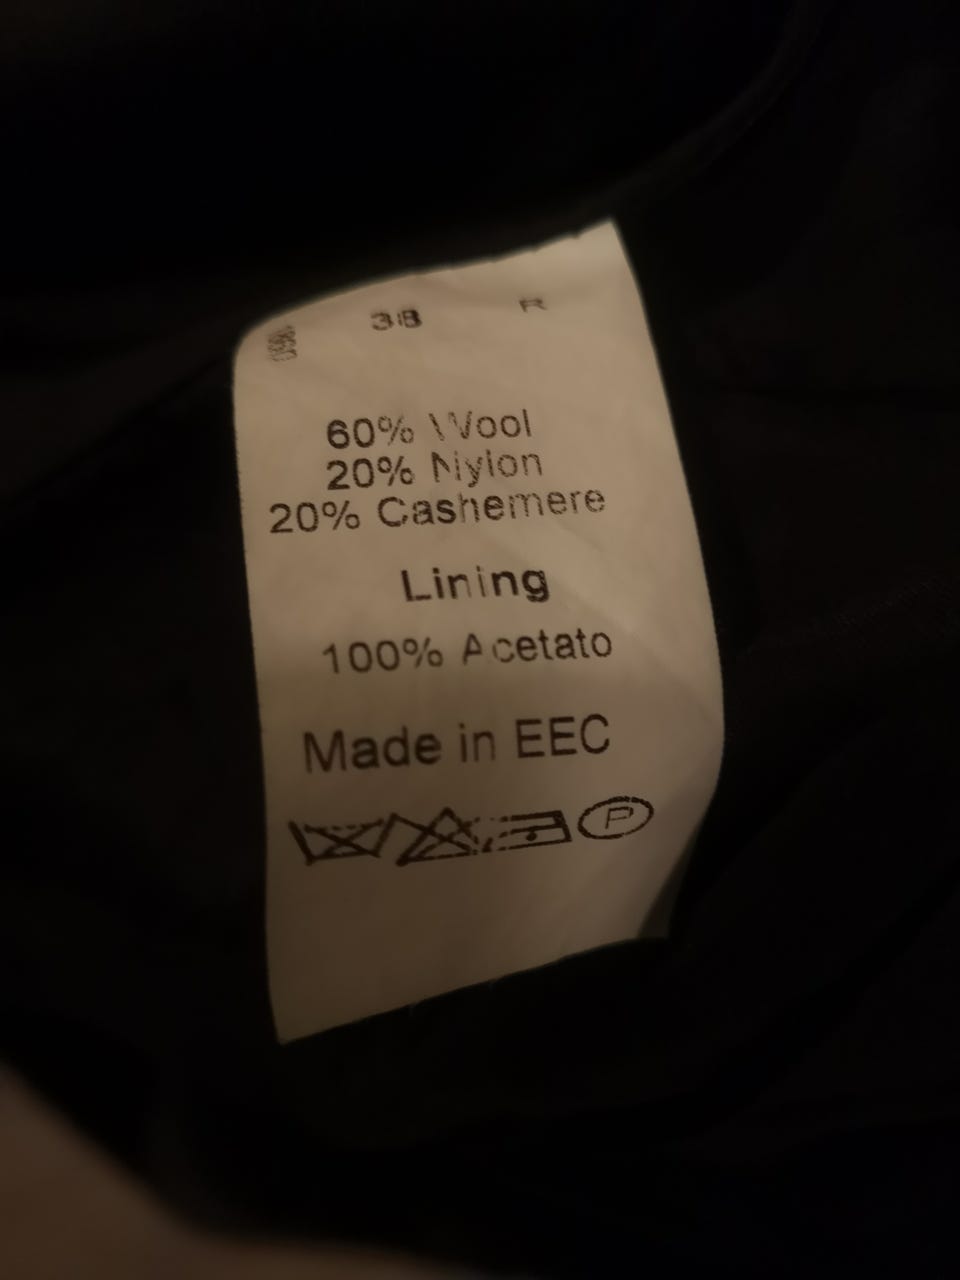 38 R
60% Wool
20% Nylon
20% Cashemere
Lining
100% Acetato
Made in EEC
P